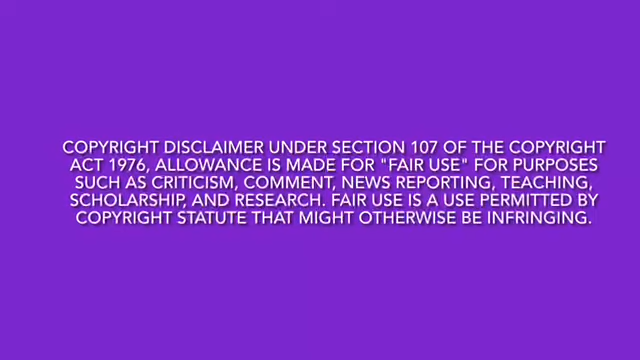 COPYRIGHT DISCLAIMER UNDER SECTION 107 OF THE COPYRIGHT
ACT 1976, ALLOWANCE IS MADE FOR "FAIR USE" FOR PURPOSES
SUCH AS CRITICISM, COMMENT, NEWS REPORTING, TEACHING,
SCHOLARSHIP, AND RESEARCH. FAIR USE IS A USE PERMITTED BY
COPYRIGHT STATUTE THAT MIGHT OTHERWISE BE INFRINGING.